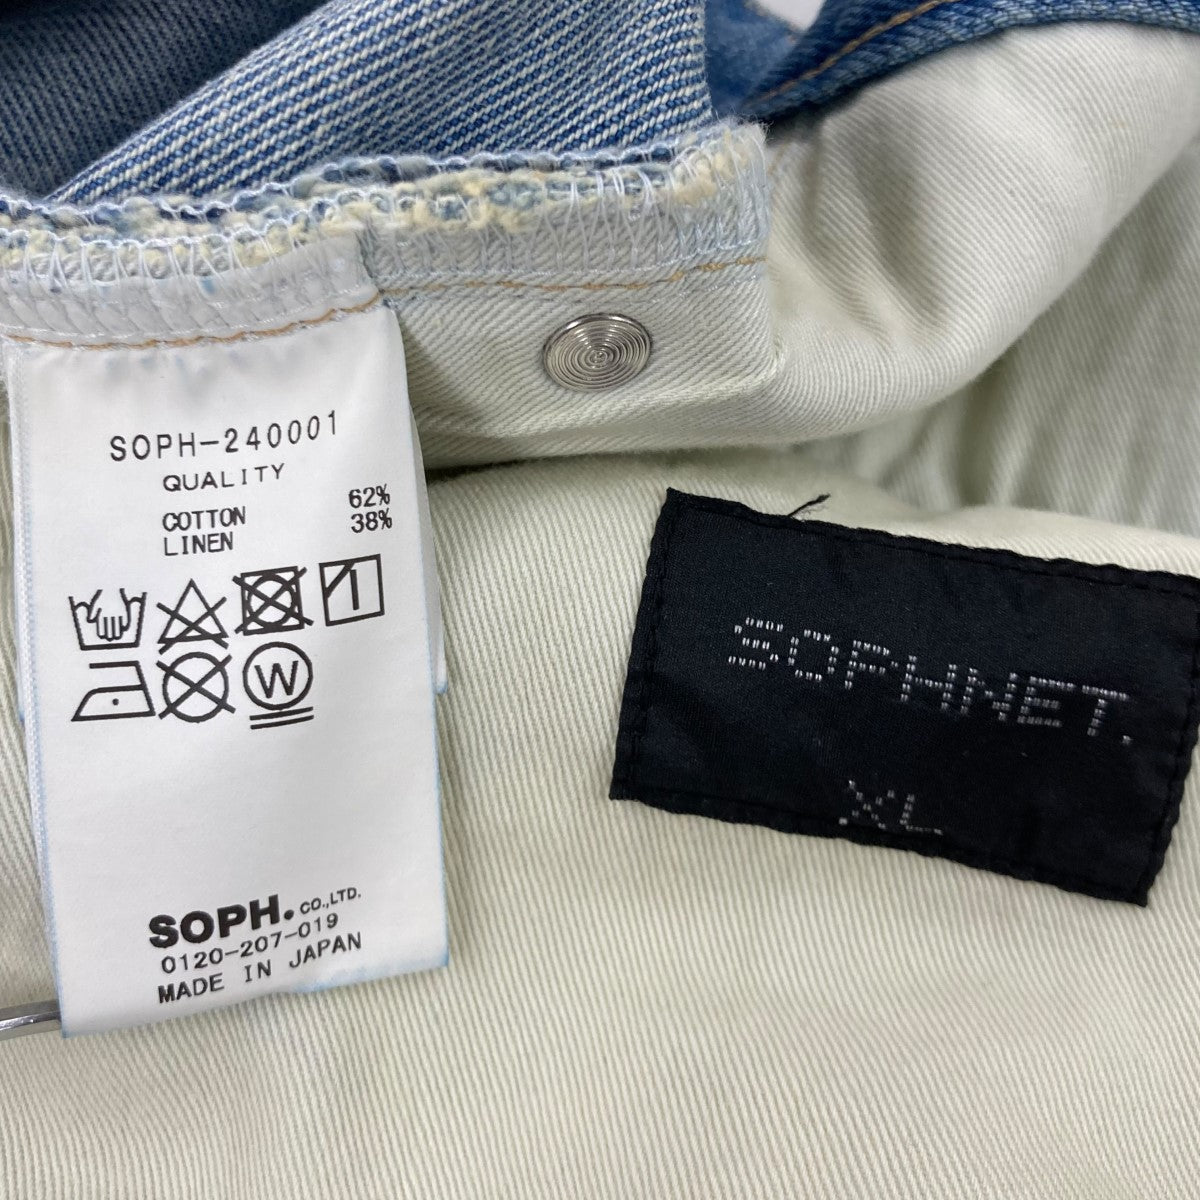 SOPH-240001
QUALITY
COTTON 62%
LINEN 38%
W
SOPH. CO.,LTD.
0120-207-019
MADE IN JAPAN
SOPHNET.
XL